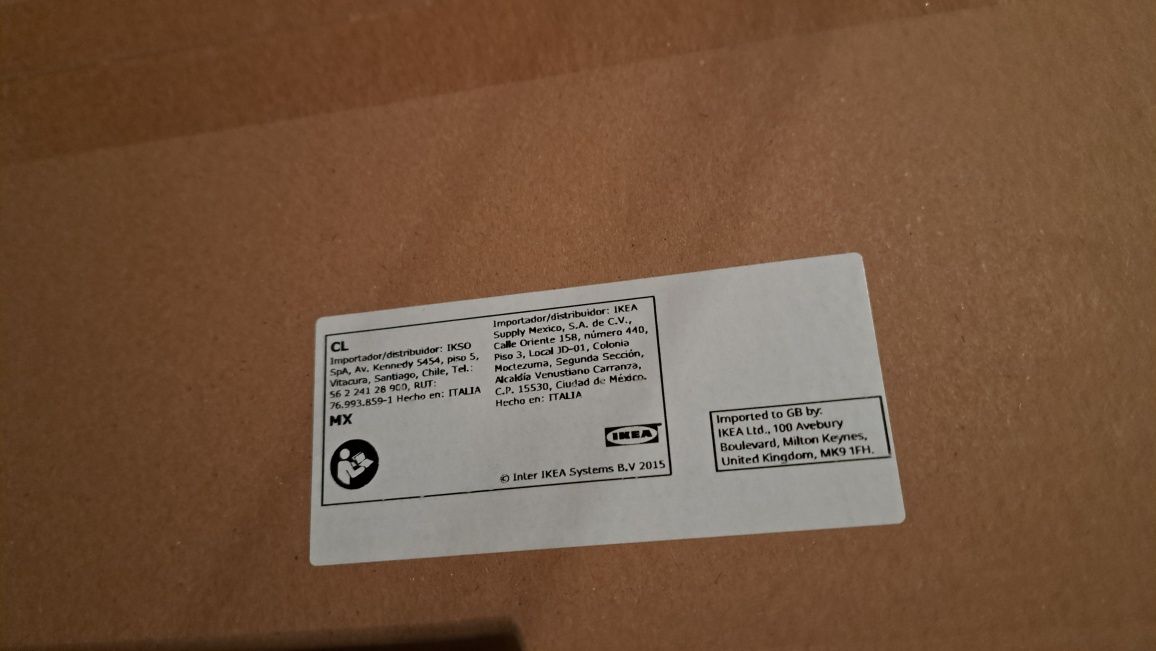 CL
Importador/distribuidor: IKSO
SpA, Av. Kennedy 5454, piso 5,
Vitacura, Santiago, Chile, Tel.:
56 2 241 28 900, RUT:
76.993.859-1 Hecho en: ITALIA
MX
Importador/distribuidor: IKEA
Supply Mexico, S.A. de C.V.,
Calle Oriente 158, número 440,
Piso 3, Local JD-01, Colonia
Moctezuma, Segunda Sección,
Alcaldía Venustiano Carranza,
C.P. 15530, Ciudad de México.
Hecho en: ITALIA
IKEA
© Inter IKEA Systems B.V 2015
Imported to GB by:
IKEA Ltd., 100 Avebury
Boulevard, Milton Keynes,
United Kingdom, MK9 1FH.